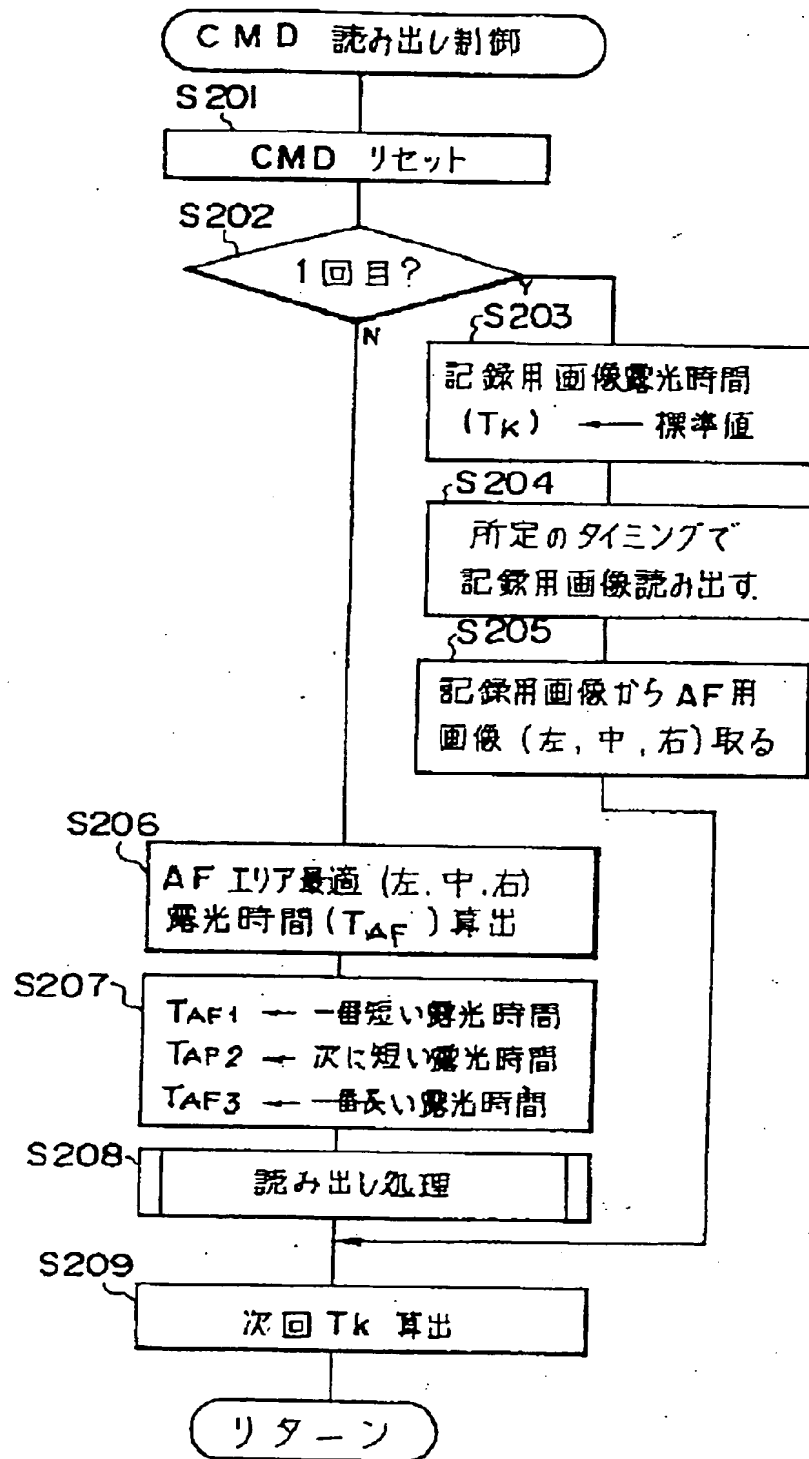 CMD 読み出し制御
S201
CMD リセット
S202
1回目?
Y
N
S203
記録用画像露光時間
(TK) ← 標準値
S204
所定のタイミングで
記録用画像読み出す.
S205
記録用画像から AF用
画像 (左, 中, 右) 取る
S206
AF エリア最適 (左, 中, 右)
露光時間 (TAF) 算出
S207
TAF1 ← 一番短い露光時間
TAP2 ← 次に短い露光時間
TAF3 ← 一番長い露光時間
S208
読み出し処理
S209
次回 Tk 算出
リターン